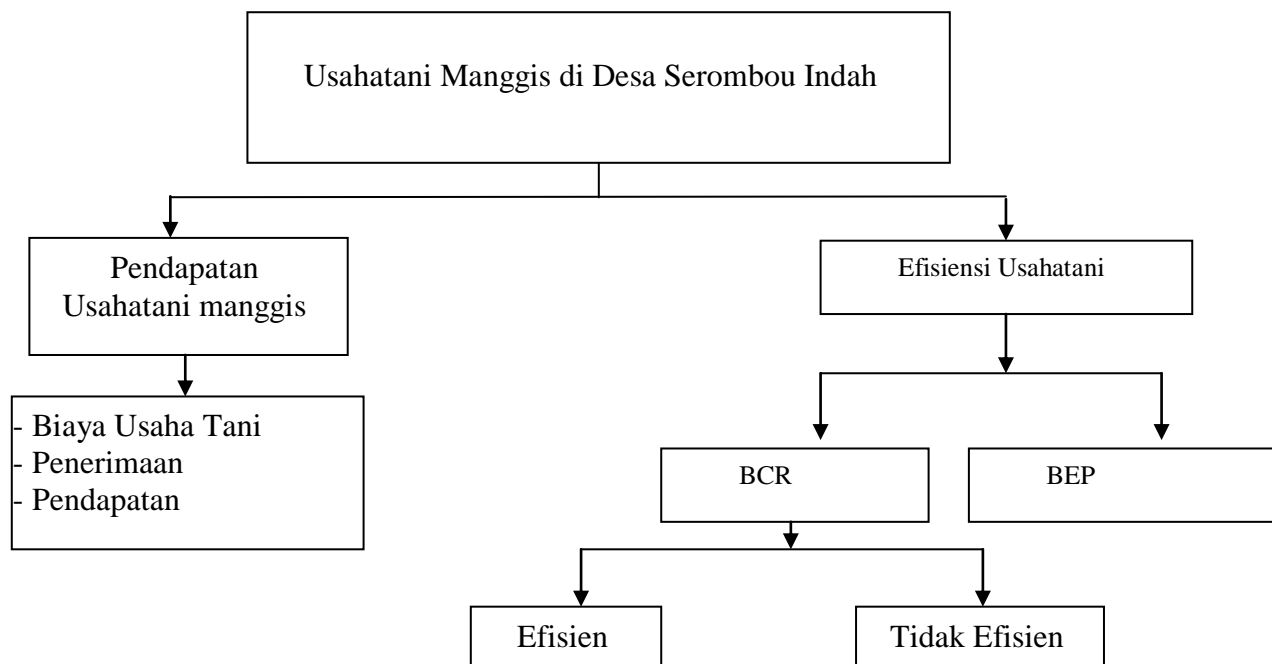 Usahatani Manggis di Desa Serombou Indah
Pendapatan
Usahatani manggis
Efisiensi Usahatani
- Biaya Usaha Tani
- Penerimaan
- Pendapatan
BCR
BEP
Efisien
Tidak Efisien